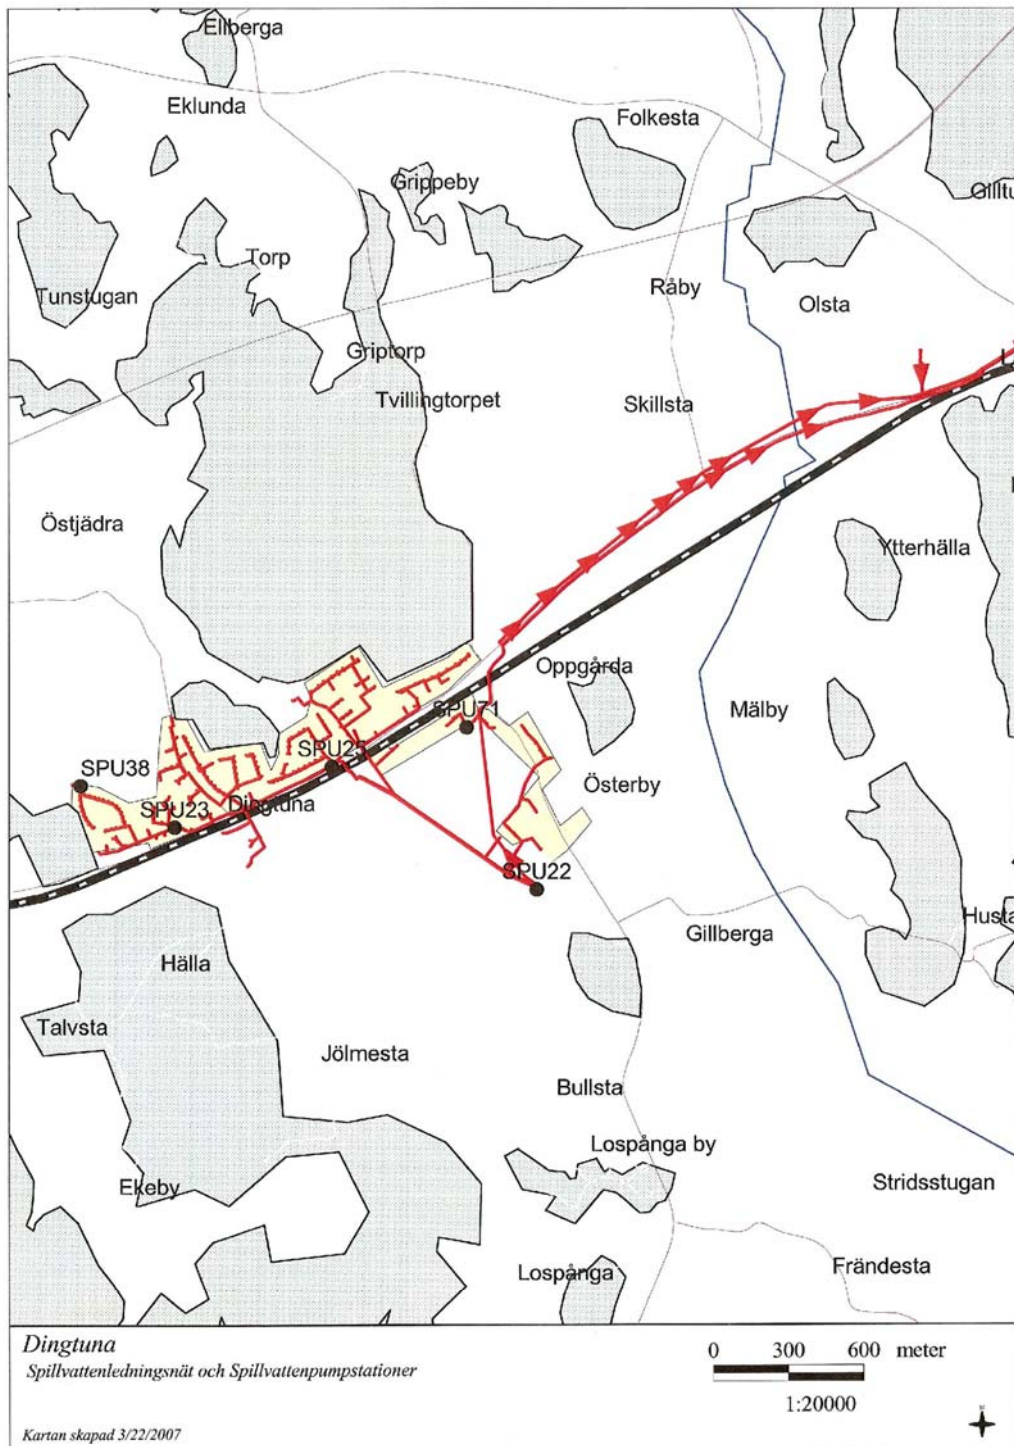 Ellberga
Eklunda
Folkesta
Grippeby
Gilltu
Torp
Råby
Tunstugan
Olsta
Griptorp
Tvillingtorpet
Skillsta
Östjädra
Ytterhälla
Oppgårda
SPU71
Mälby
SPU25
SPU38
Österby
SPU23
Dingtuna
SPU22
Husta
Gillberga
Hälla
Talvsta
Jölmesta
Bullsta
Lospånga by
Ekeby
Stridsstugan
Lospånga
Frändesta
Dingtuna
Spillvattenledningsnät och Spillvattenpumpstationer
0 300 600 meter
1:20000
Kartan skapad 3/22/2007